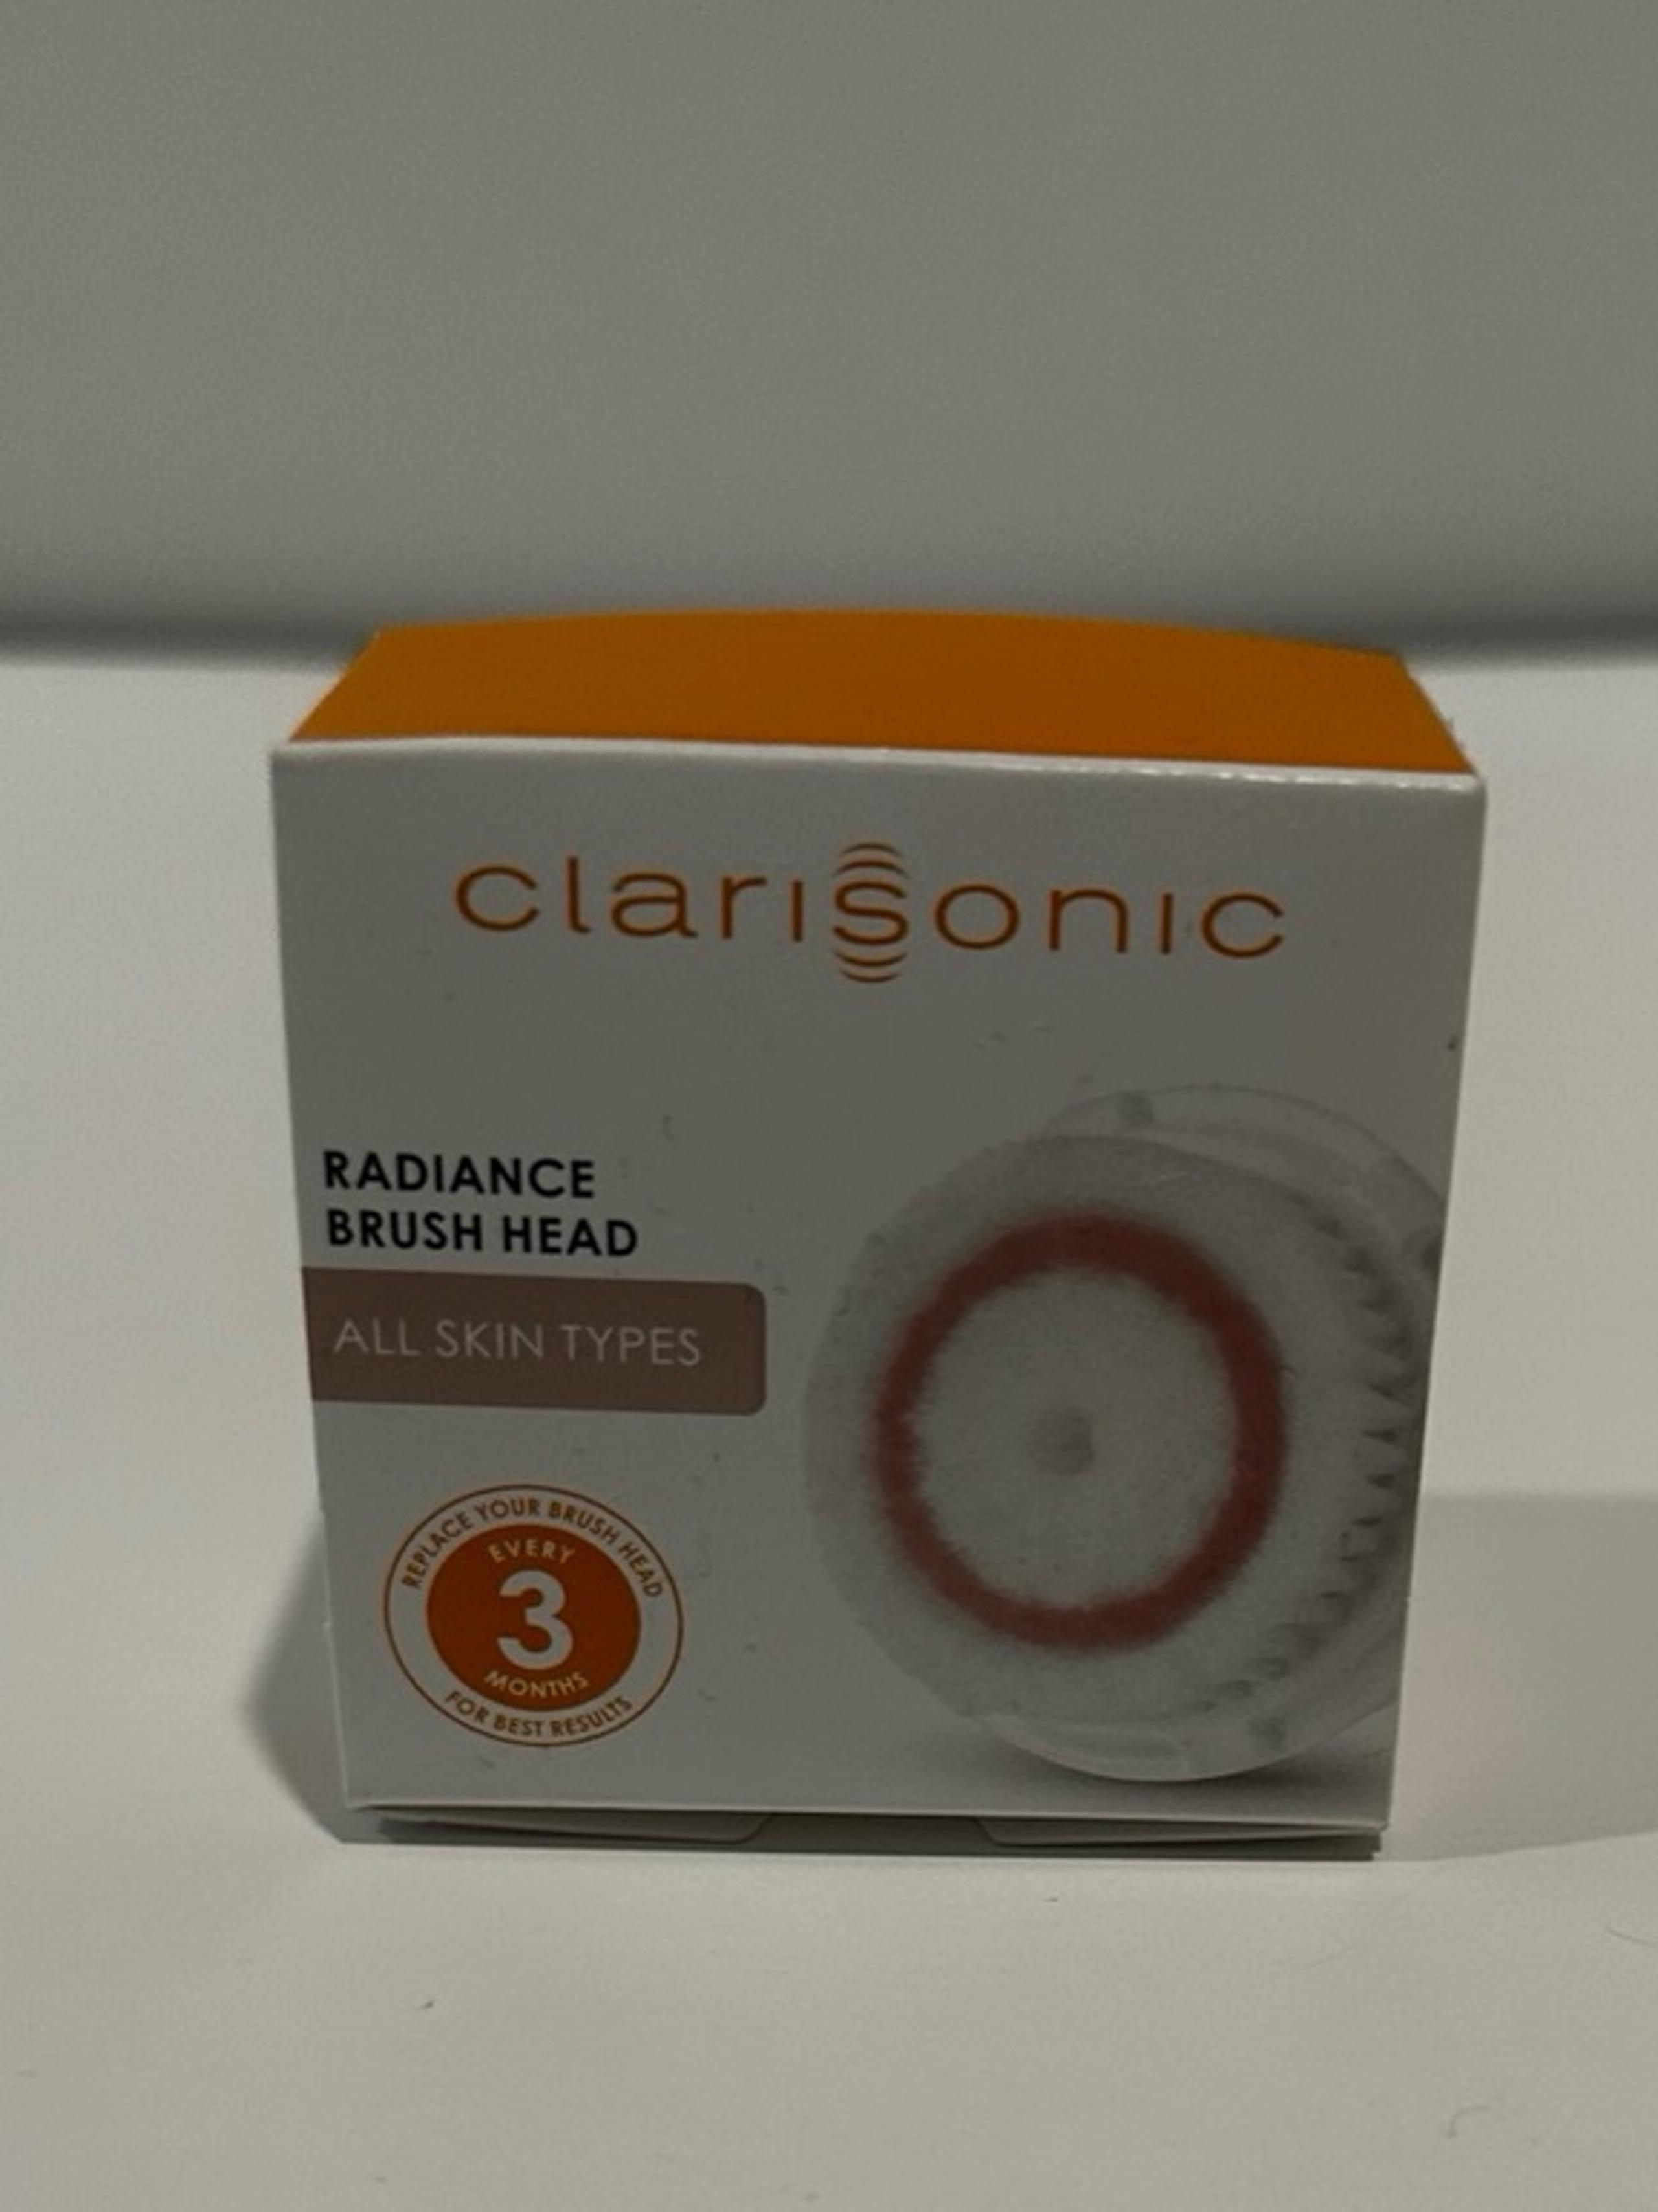 clarisonic
RADIANCE
BRUSH HEAD
ALL SKIN TYPES
REPLACE YOUR BRUSH HEAD
EVERY
3
MONTHS
FOR BEST RESULTS